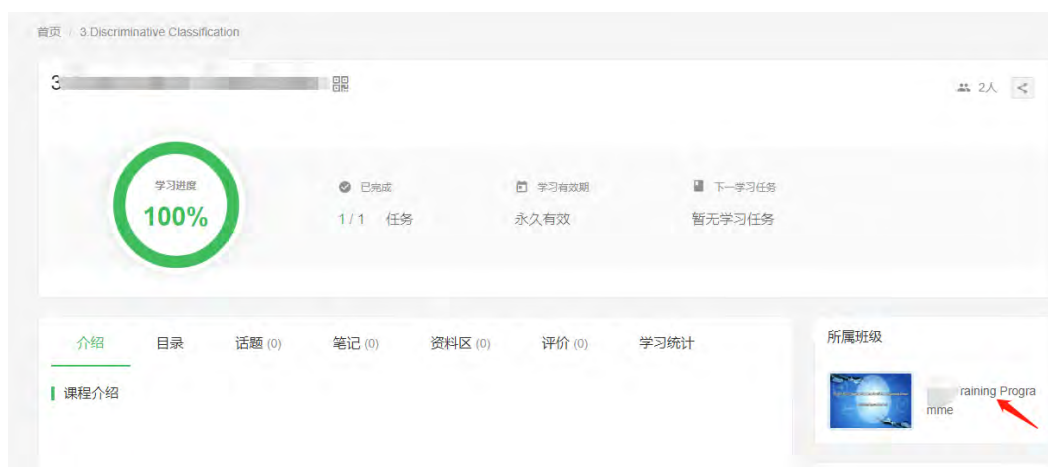 首页 / 3.Discriminative Classification
3
2人
学习进度
100%
已完成
1 / 1 任务
学习有效期
永久有效
下一学习任务
暂无学习任务
介绍 目录 话题 (0) 笔记 (0) 资料区 (0) 评价 (0) 学习统计
课程介绍
所属班级
raining Progra
mme